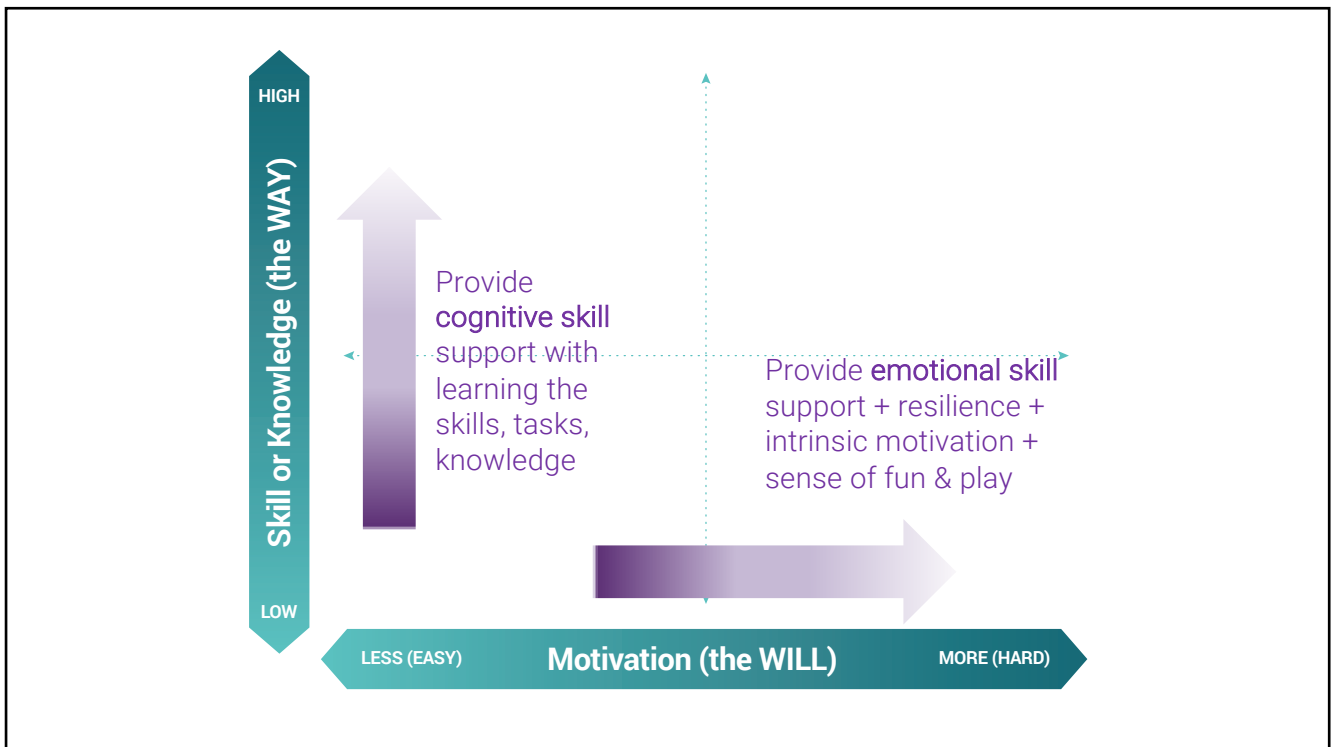 HIGH
Skill or Knowledge (the WAY)
LOW
Provide
cognitive skill
support with
learning the
skills, tasks,
knowledge
Provide emotional skill
support + resilience +
intrinsic motivation +
sense of fun & play
LESS (EASY)
Motivation (the WILL)
MORE (HARD)